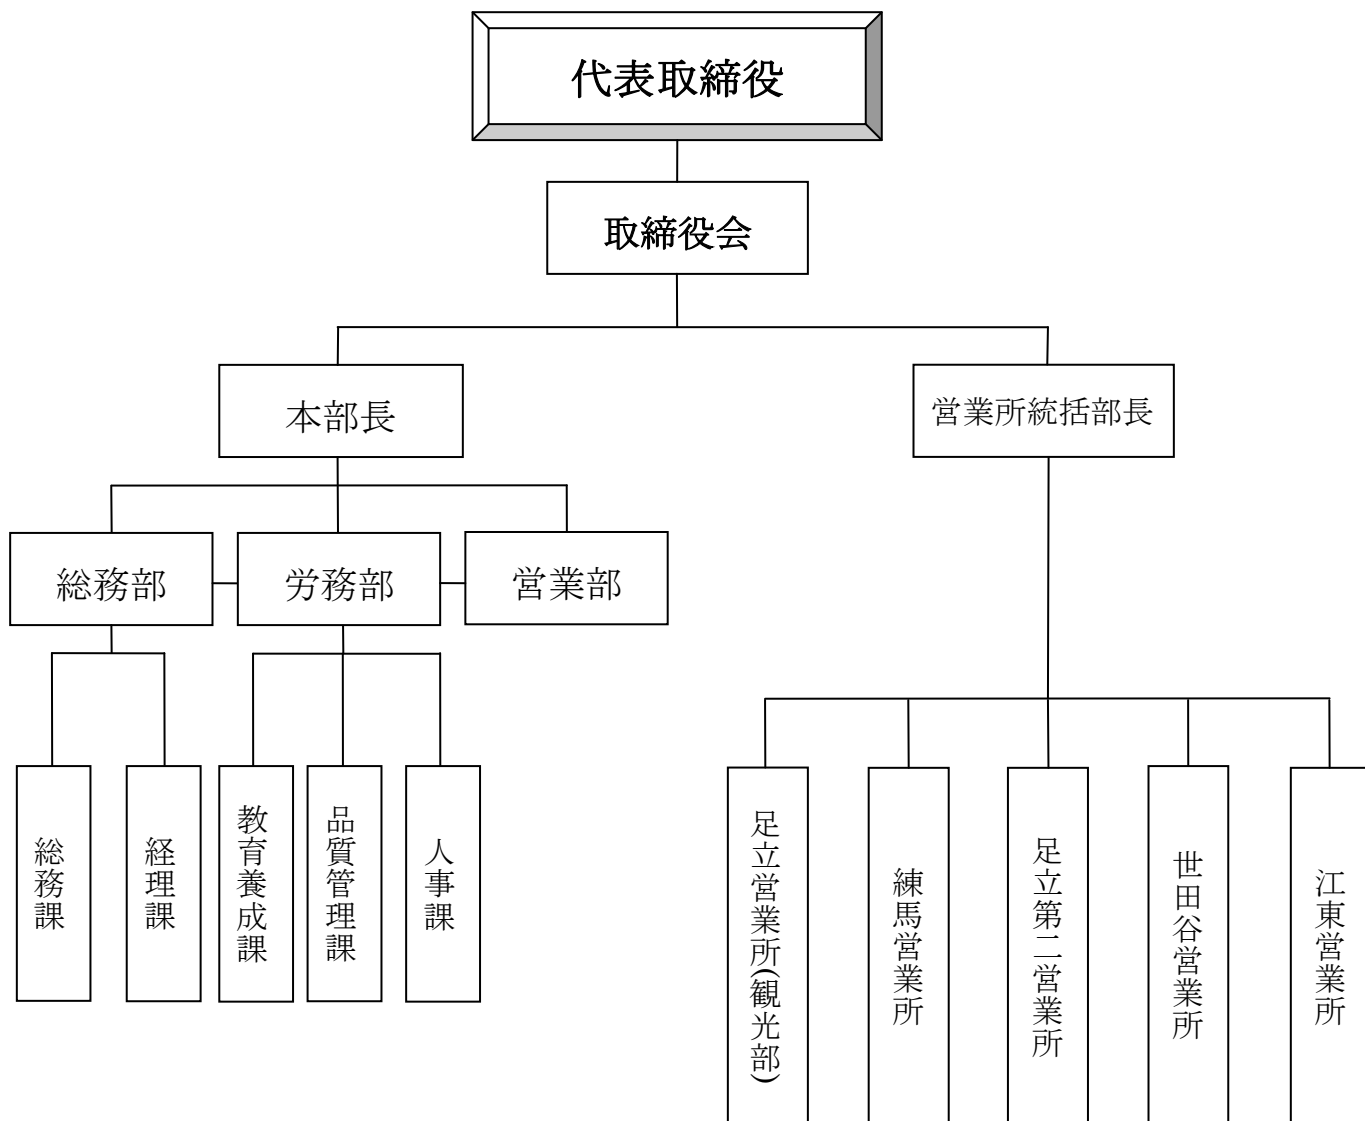 代表取締役
取締役会
本部長
営業所統括部長
総務部
労務部
営業部
総務課
経理課
教育養成課
品質管理課
人事課
足立営業所(観光部)
練馬営業所
足立第二営業所
世田谷営業所
江東営業所